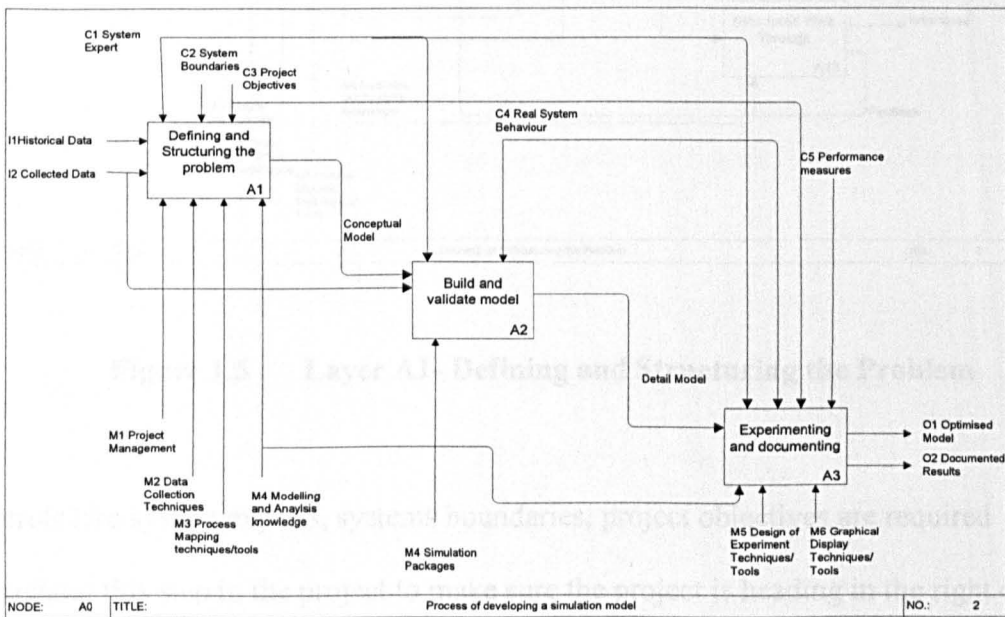 C1 System
Expert
C2 System
Boundaries
C3 Project
Objectives
I1Historical Data
I2 Collected Data
Defining and
Structuring the
problem
A1
C4 Real System
Behaviour
C5 Performance
measures
Conceptual
Model
Build and
validate model
A2
Detail Model
Experimenting
and documenting
A3
O1 Optimised
Model
O2 Documented
Results
M1 Project
Management
M2 Data
Collection
Techniques
M3 Process
Mapping
techniques/tools
M4 Modelling
and Anaylsis
knowledge
M4 Simulation
Packages
M5 Design of
Experiment
Techniques/
Tools
M6 Graphical
Display
Techniques/
Tools
NODE: A0 TITLE: Process of developing a simulation model NO.: 2
Layer A1- Defining and Structuring the Problem
systems boundaries, project objectives are required
in the project to make sure the project is heading in the right